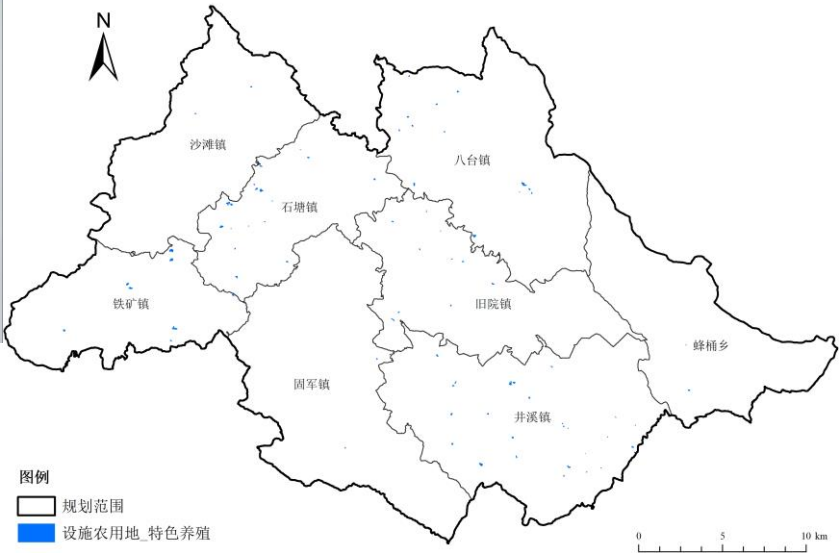 N
沙滩镇
八台镇
石塘镇
铁矿镇
旧院镇
蜂桶乡
固军镇
井溪镇
图例
规划范围
设施农用地_特色养殖
0 5 10 km